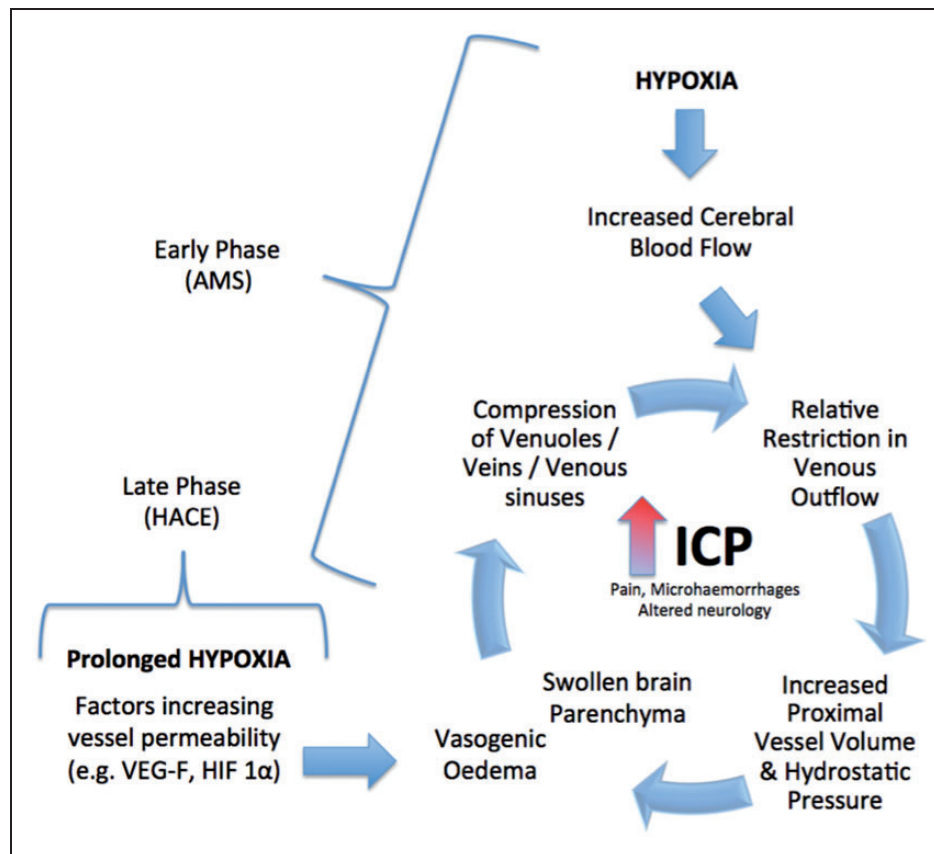 HYPOXIA
Increased Cerebral
Blood Flow
Early Phase
(AMS)
Compression
of Venuoles /
Veins / Venous
sinuses
Relative
Restriction in
Venous
Outflow
Late Phase
(HACE)
ICP
Pain, Microhaemorrhages
Altered neurology
Prolonged HYPOXIA
Factors increasing
vessel permeability
(e.g. VEG-F, HIF 1α)
Swollen brain
Parenchyma
Vasogenic
Oedema
Increased
Proximal
Vessel Volume
& Hydrostatic
Pressure